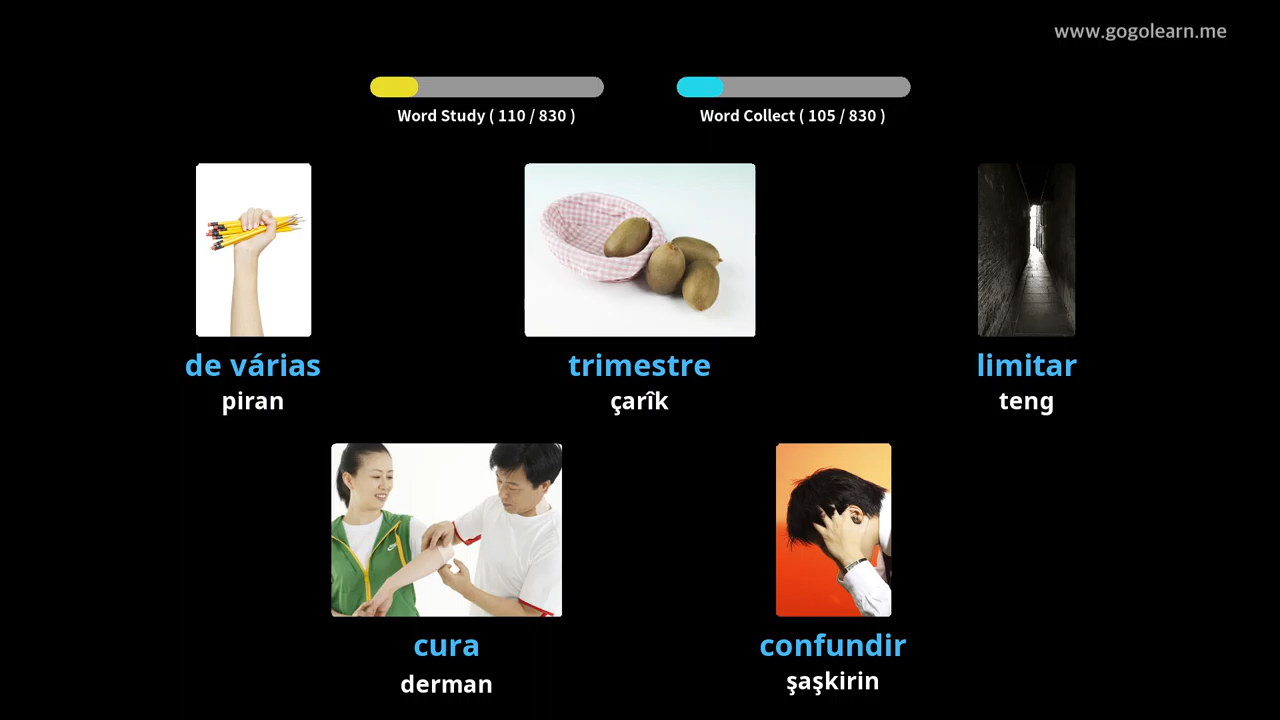 www.gogolearn.me
Word Study ( 110 / 830 )
Word Collect ( 105 / 830 )
de várias
piran
trimestre
çarîk
limitar
teng
cura
derman
confundir
şaşkirin